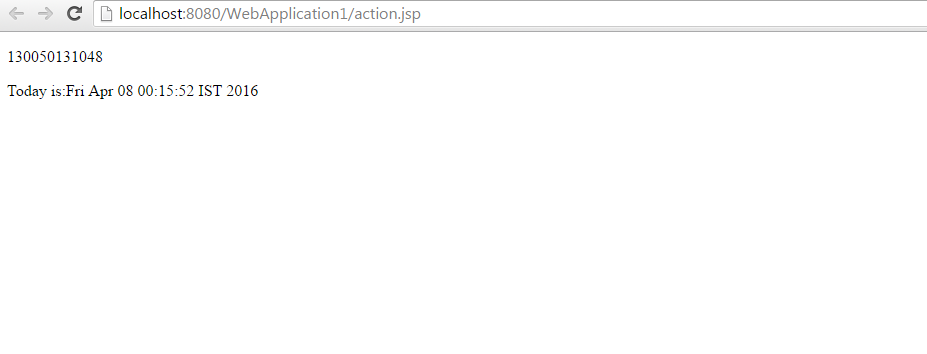 localhost:8080/WebApplication1/action.jsp
130050131048
Today is:Fri Apr 08 00:15:52 IST 2016